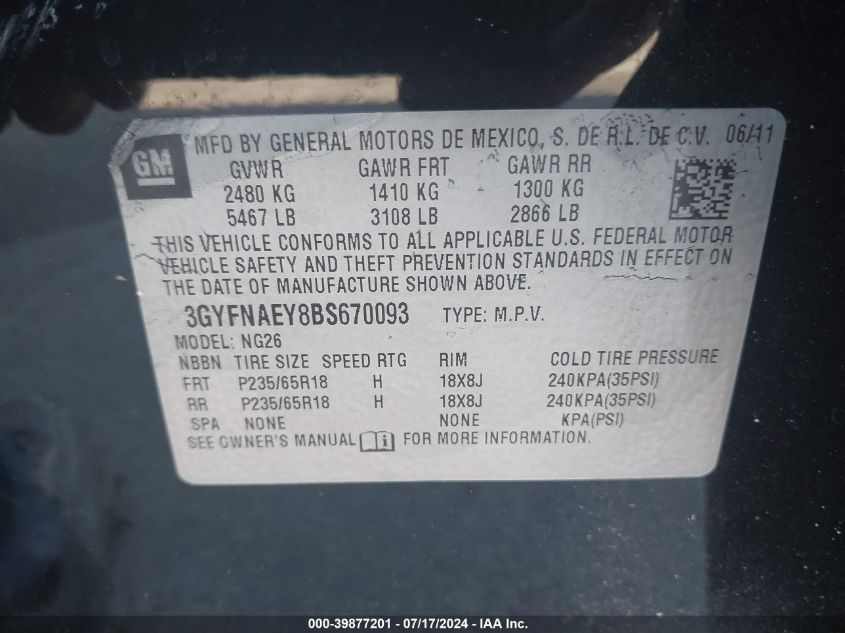 GM
MFD BY GENERAL MOTORS DE MEXICO, S. DE R.L. DE C.V. 06/11
GVWR GAWR FRT GAWR RR
2480 KG 1410 KG 1300 KG
5467 LB 3108 LB 2866 LB
THIS VEHICLE CONFORMS TO ALL APPLICABLE U.S. FEDERAL MOTOR
VEHICLE SAFETY AND THEFT PREVENTION STANDARDS IN EFFECT ON
THE DATE OF MANUFACTURE SHOWN ABOVE.
3GYFNAEY8BS670093 TYPE: M.P.V.
MODEL: NG26
NBBN TIRE SIZE SPEED RTG RIM COLD TIRE PRESSURE
FRT P235/65R18 H 18X8J 240KPA(35PSI)
RR P235/65R18 H 18X8J 240KPA(35PSI)
SPA NONE NONE KPA(PSI)
SEE OWNER'S MANUAL i FOR MORE INFORMATION.
000-39877201 - 07/17/2024 - IAA Inc.